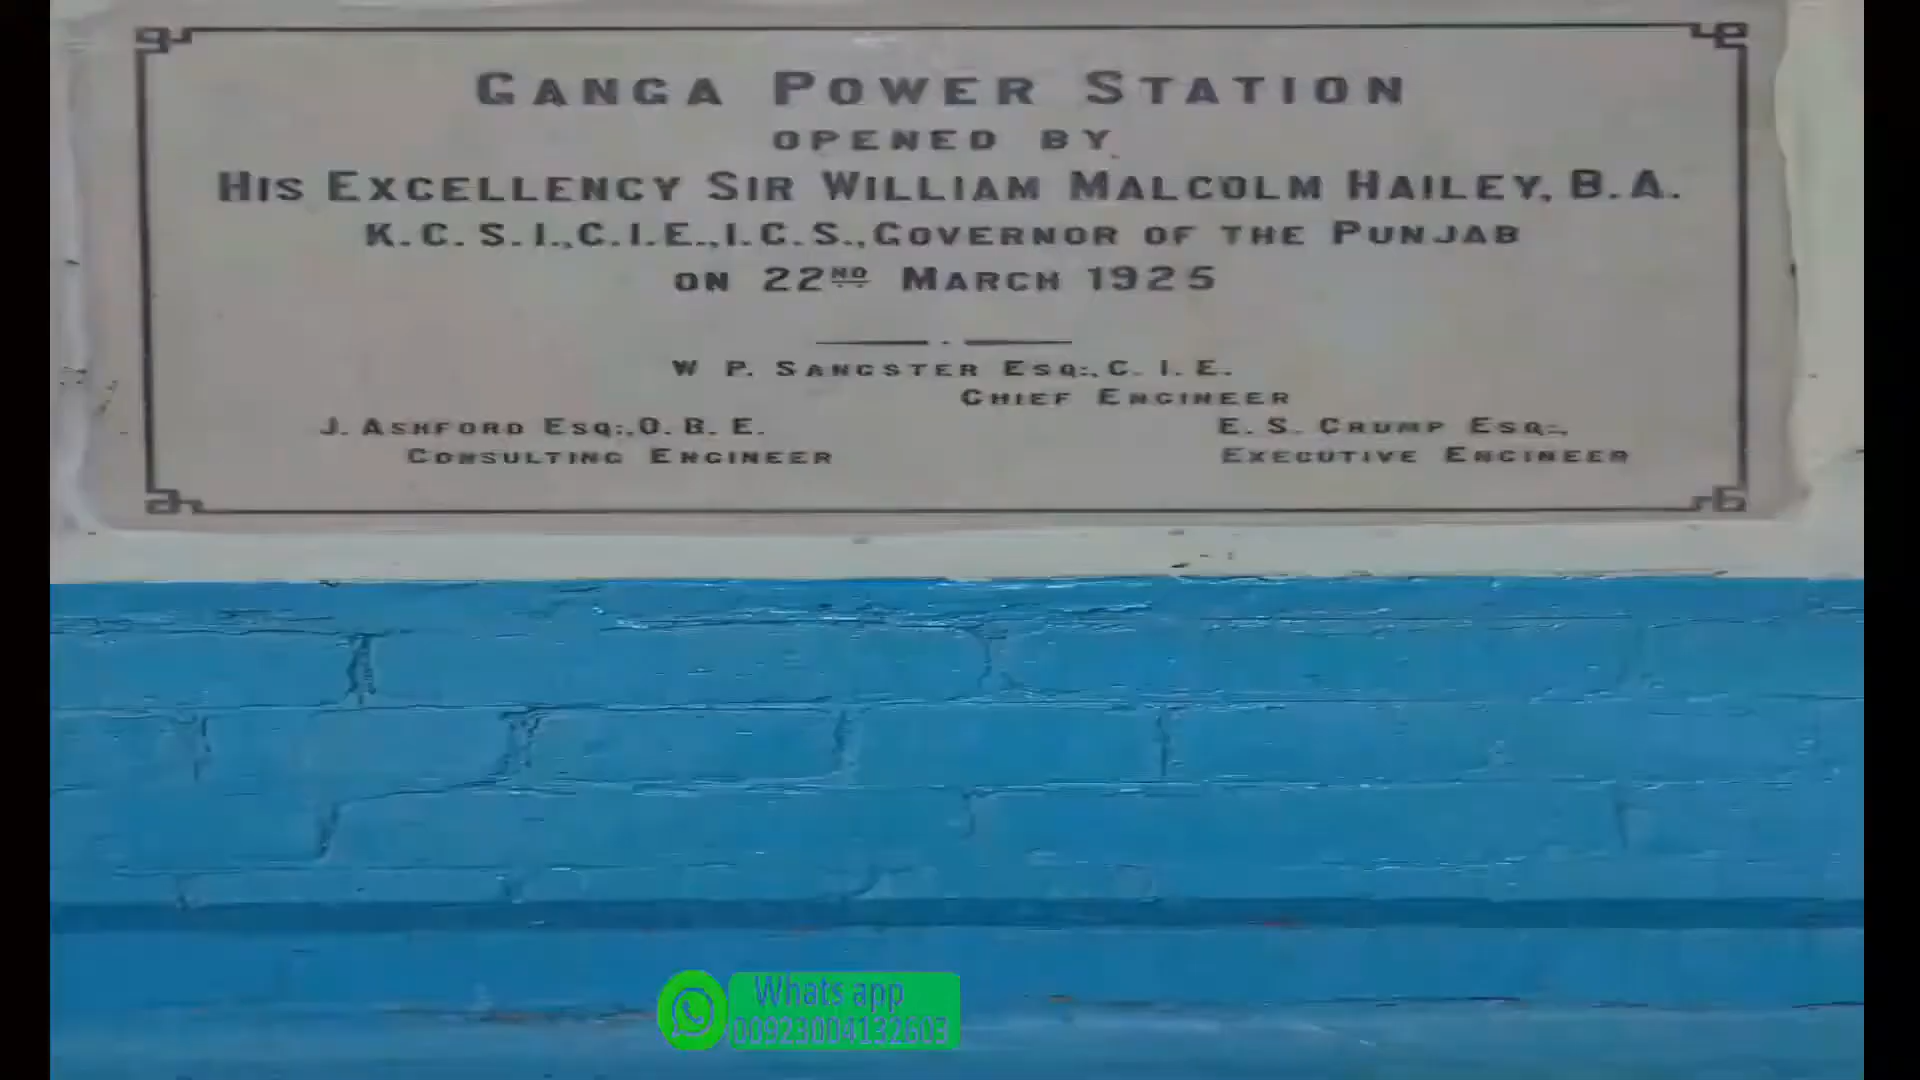 GANGA POWER STATION
OPENED BY
HIS EXCELLENCY SIR WILLIAM MALCOLM HAILEY, B.A.
K.C.S.I., C.I.E., I.C.S., GOVERNOR OF THE PUNJAB
ON 22ND MARCH 1925
W P. SANGSTER ESQ:, C. I. E.
CHIEF ENGINEER
J. ASHFORD ESQ:, O. B. E.
CONSULTING ENGINEER
E. S. CRUMP ESQ:,
EXECUTIVE ENGINEER
Whats app
00923004132603